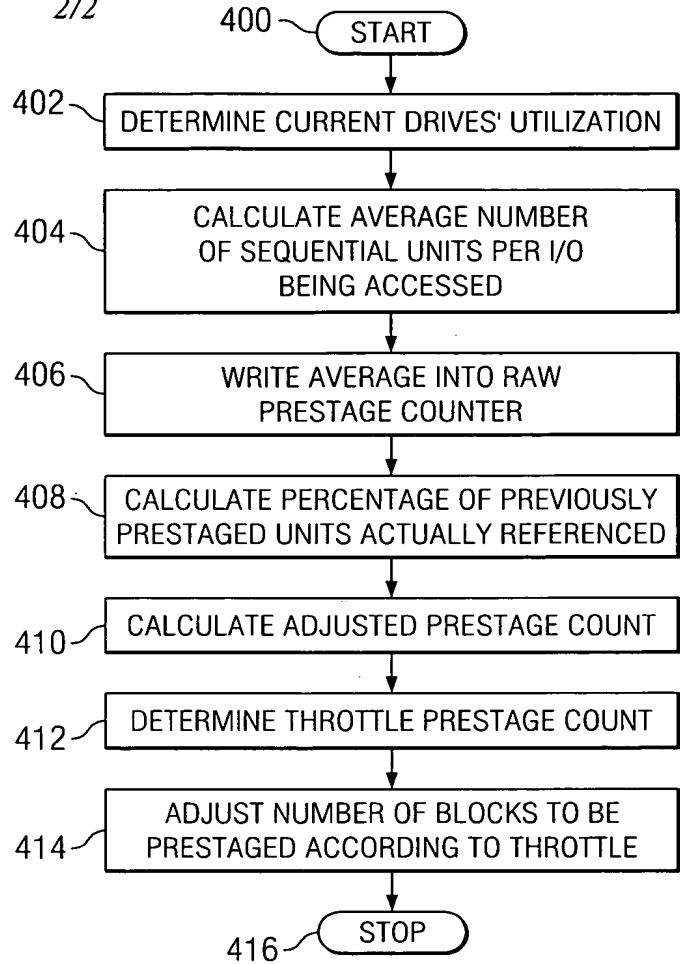 2/2
400 START
402 DETERMINE CURRENT DRIVES' UTILIZATION
404 CALCULATE AVERAGE NUMBER
OF SEQUENTIAL UNITS PER I/O
BEING ACCESSED
406 WRITE AVERAGE INTO RAW
PRESTAGE COUNTER
408 CALCULATE PERCENTAGE OF PREVIOUSLY
PRESTAGED UNITS ACTUALLY REFERENCED
410 CALCULATE ADJUSTED PRESTAGE COUNT
412 DETERMINE THROTTLE PRESTAGE COUNT
414 ADJUST NUMBER OF BLOCKS TO BE
PRESTAGED ACCORDING TO THROTTLE
416 STOP